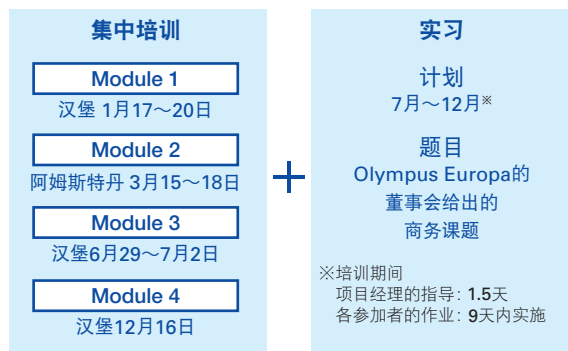 集中培训
Module 1
汉堡 1月17～20日
Module 2
阿姆斯特丹 3月15～18日
Module 3
汉堡6月29～7月2日
Module 4
汉堡12月16日
+
实习
计划
7月～12月※
题目
Olympus Europa的
董事会给出的
商务课题
※培训期间
项目经理的指导：1.5天
各参加者的作业：9天内实施